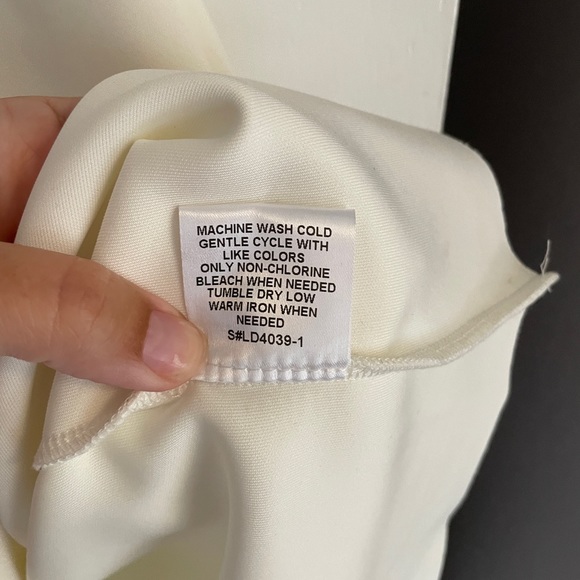 MACHINE WASH COLD
GENTLE CYCLE WITH
LIKE COLORS
ONLY NON-CHLORINE
BLEACH WHEN NEEDED
TUMBLE DRY LOW
WARM IRON WHEN
NEEDED
S#LD4039-1